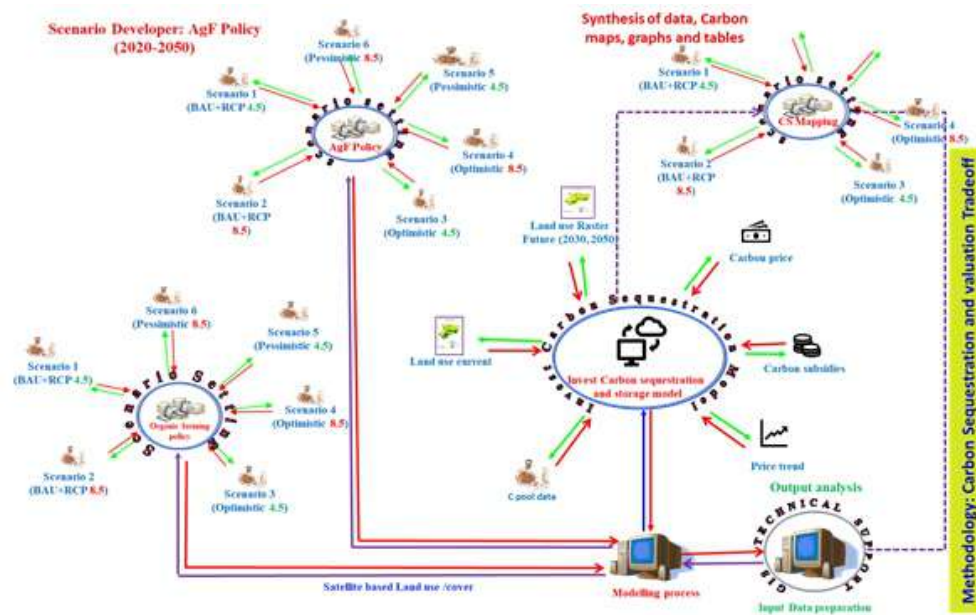 Scenario Developer: AgF Policy
(2020-2050)
Scenario 6
(Pessimistic 8.5)
Scenario 5
(Pessimistic 4.5)
Scenario 1
(BAU+RCP 4.5)
AgF Policy
Scenario 4
(Optimistic 8.5)
Scenario 2
(BAU+RCP
8.5)
Scenario 3
(Optimistic 4.5)
Synthesis of data, Carbon
maps, graphs and tables
Scenario 1
(BAU+RCP 4.5)
CS Mapping
Scenario 4
(Optimistic 8.5)
Scenario 2
(BAU+RCP
8.5)
Scenario 3
(Optimistic 4.5)
Land use Raster
Future (2030, 2050)
Carbon price
Invest Carbon Sequestration Model
Land use current
Invest Carbon sequestration
and storage model
Carbon subsidies
C pool data
Price trend
Scenario 6
(Pessimistic 8.5)
Scenario 5
(Pessimistic 4.5)
Scenario 1
(BAU+RCP 4.5)
Scenario Setting
Organic farming
policy
Scenario 4
(Optimistic 8.5)
Scenario 2
(BAU+RCP 8.5)
Scenario 3
(Optimistic 4.5)
Output analysis
GIS TECHNICAL SUPPORT
Satellite based Land use /cover
Modelling process
Input Data preparation
Methodology: Carbon Sequestration and valuation Tradeoff